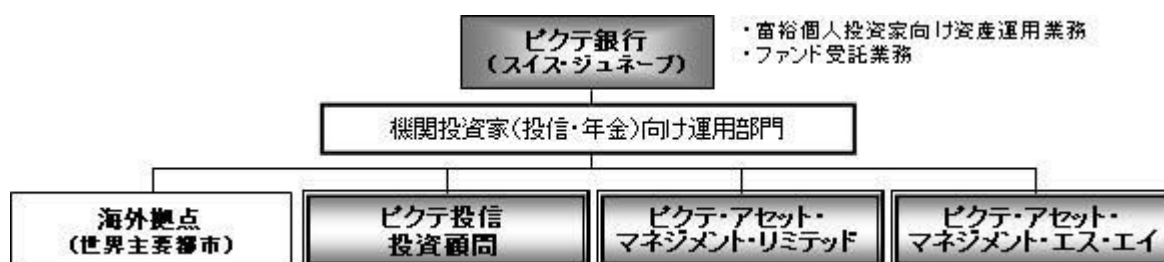 ピクテ銀行
(スイス・ジュネーブ)
・富裕個人投資家向け資産運用業務
・ファンド受託業務
機関投資家(投信・年金)向け運用部門
海外拠点
(世界主要都市)
ピクテ投信
投資顧問
ピクテ・アセット・
マネジメント・リミテッド
ピクテ・アセット・
マネジメント・エス・エイ